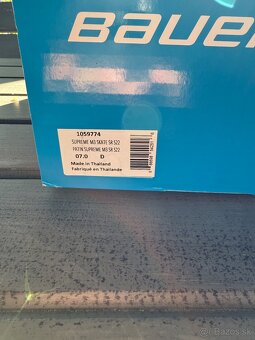 BAUER
1059774
SUPREME M3 SKATE SR S22
PATIN SUPREME M3 SR S22
07.0 D
Made in Thailand
Fabriqué en Thaïlande